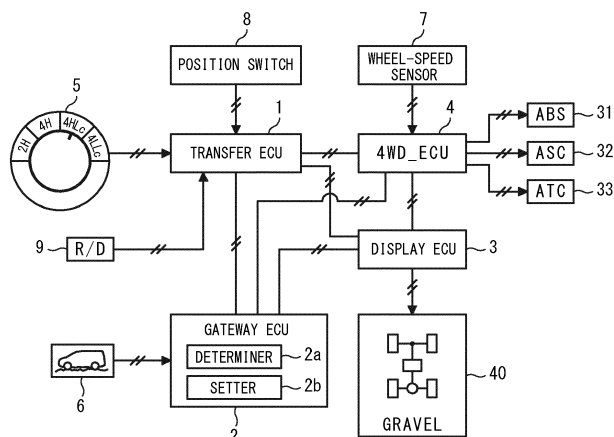 8
POSITION SWITCH
7
WHEEL-SPEED
SENSOR
5
2H
4H
4HLc
4LLc
1
TRANSFER ECU
4
4WD_ECU
ABS
31
ASC
32
ATC
33
9
R/D
DISPLAY ECU
3
6
GATEWAY ECU
DETERMINER
2a
SETTER
2b
2
GRAVEL
40